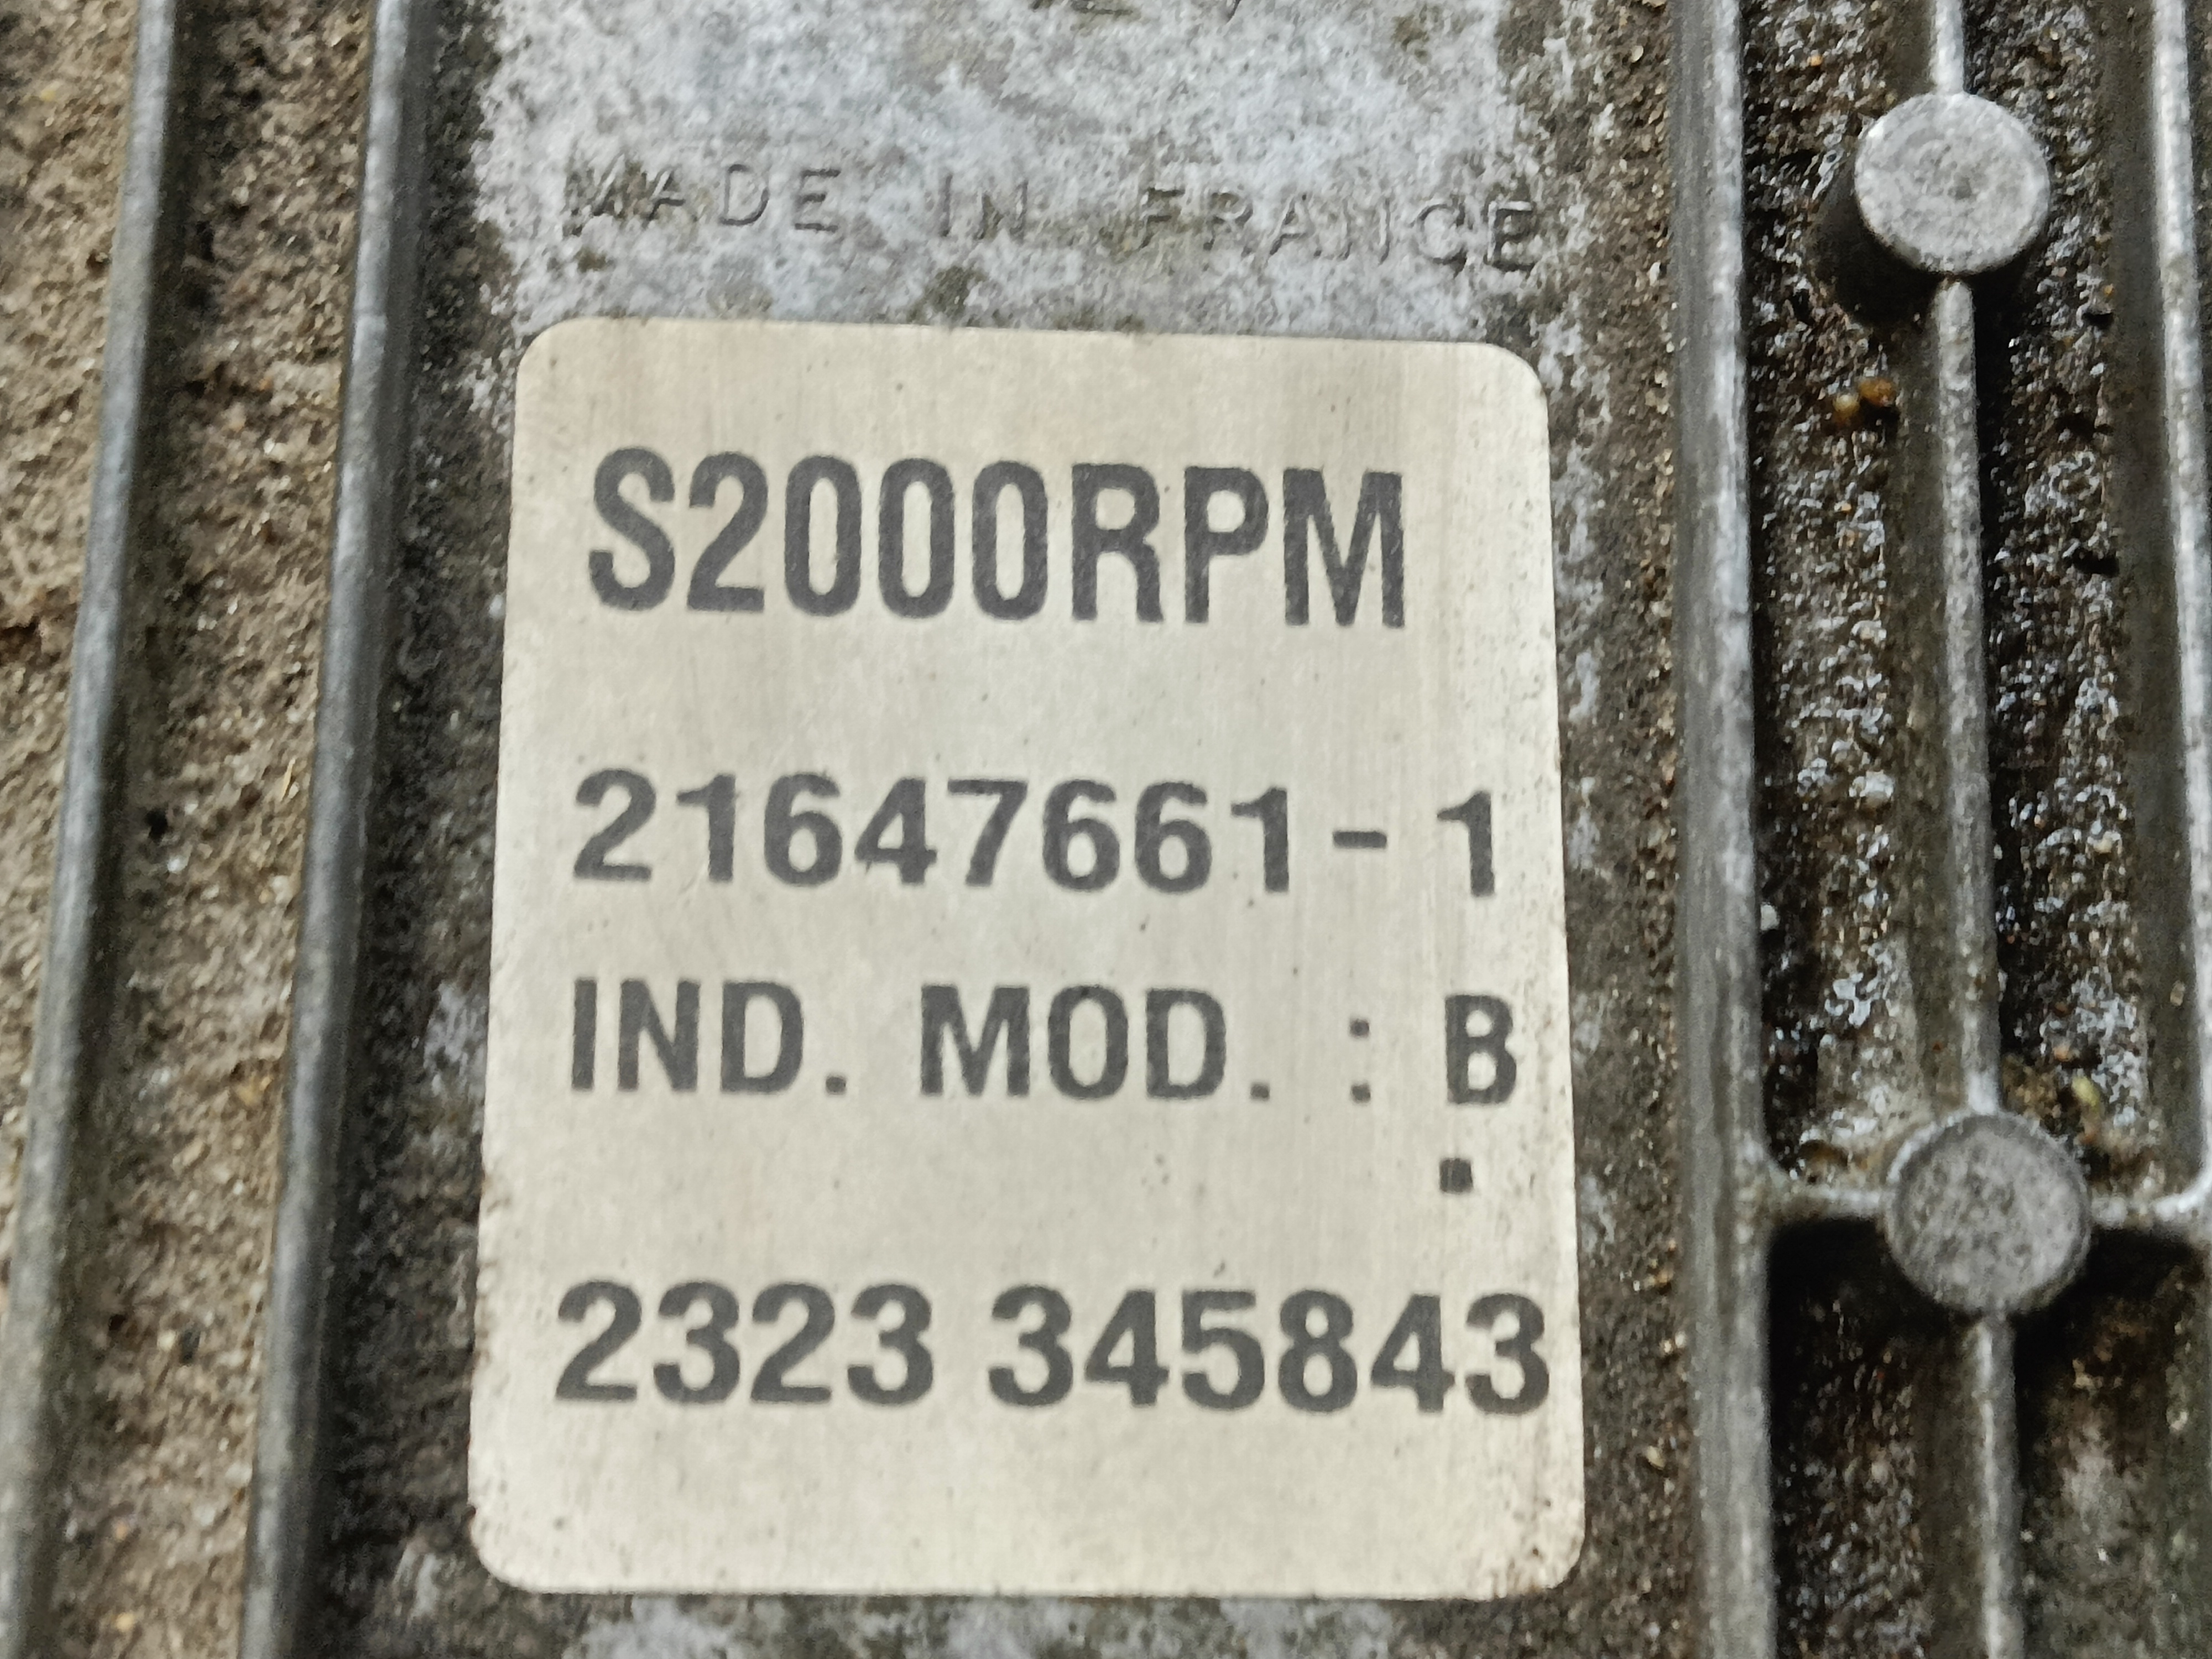 MADE IN FRANCE
S2000RPM
21647661-1
IND. MOD. : B
2323 345843